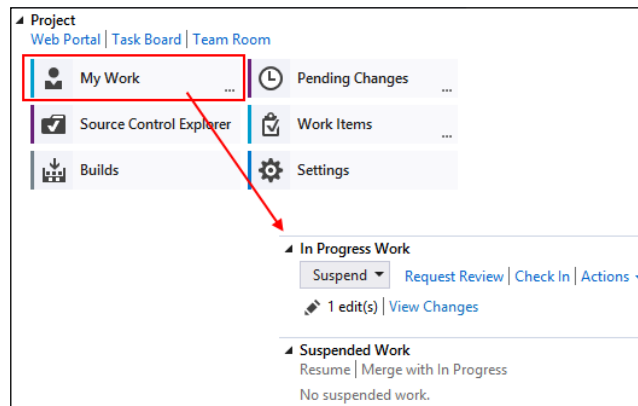 Project
Web Portal | Task Board | Team Room
My Work ...
Pending Changes ...
Source Control Explorer
Work Items ...
Builds
Settings
In Progress Work
Suspend
Request Review | Check In | Actions
1 edit(s) | View Changes
Suspended Work
Resume | Merge with In Progress
No suspended work.